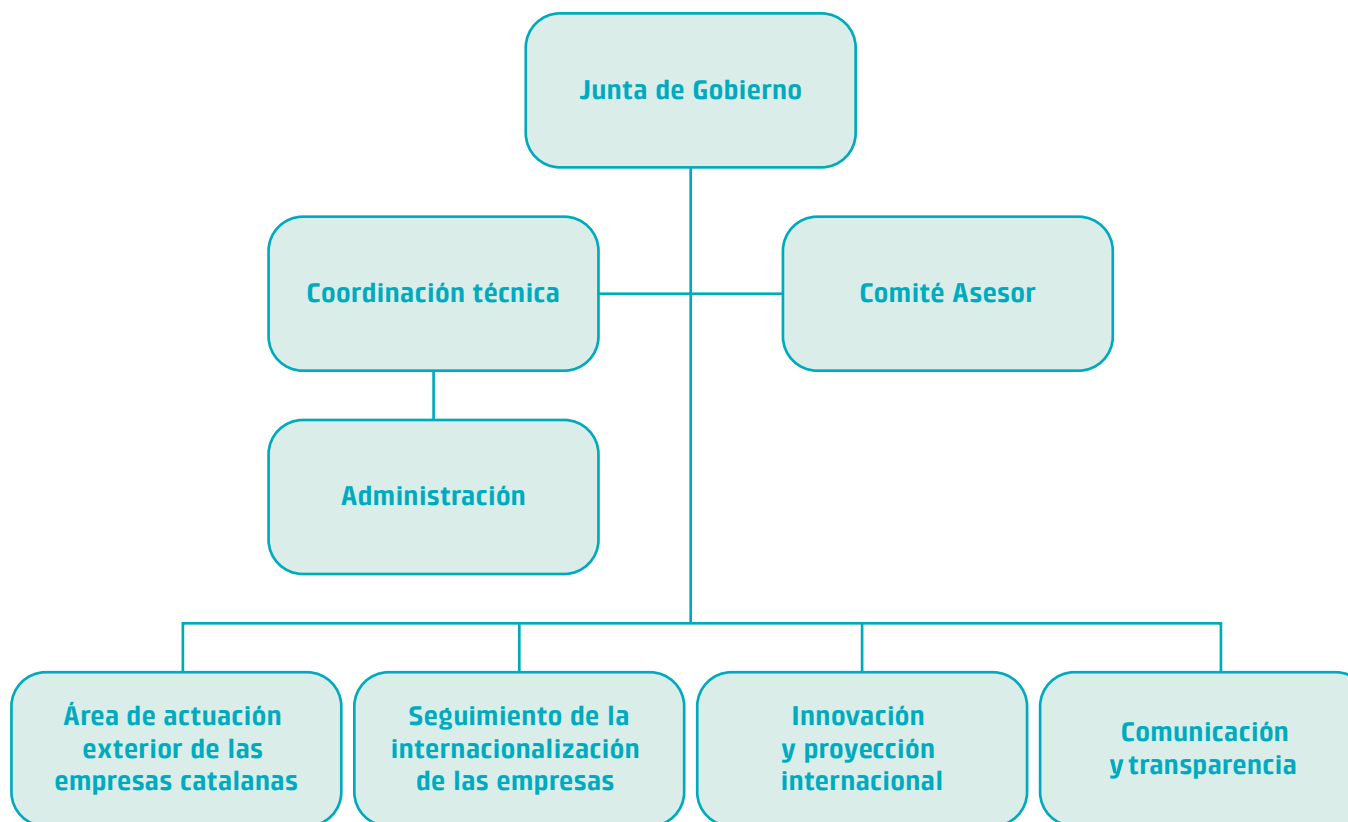 Junta de Gobierno
Coordinación técnica
Comité Asesor
Administración
Área de actuación
exterior de las
empresas catalanas
Seguimiento de la
internacionalización
de las empresas
Innovación
y proyección
internacional
Comunicación
y transparencia